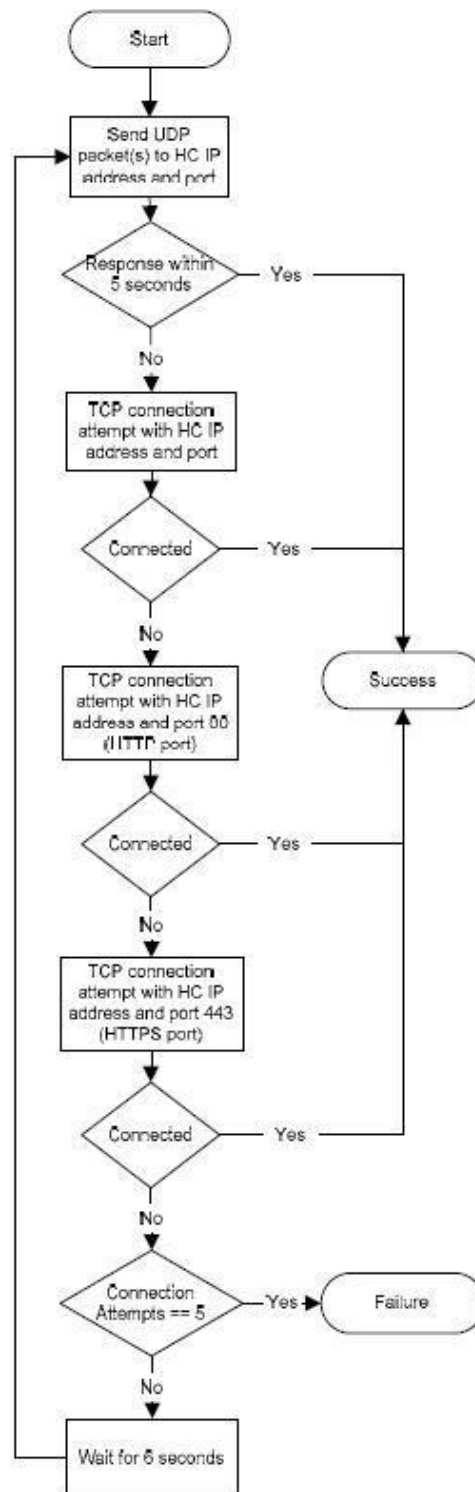 Start
Send UDP
packet(s) to HC IP
address and port
Response within
5 seconds
Yes
No
TCP connection
attempt with HC IP
address and port
Connected
Yes
No
TCP connection
attempt with HC IP
address and port 80
(HTTP port)
Success
Connected
Yes
No
TCP connection
attempt with HC IP
address and port 443
(HTTPS port)
Connected
Yes
No
Connection
Attempts == 5
Yes
Failure
No
Wait for 6 seconds